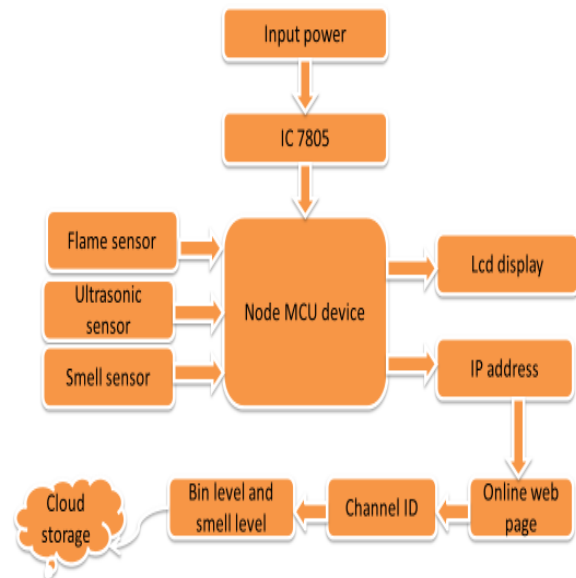 Input power
IC 7805
Flame sensor
Ultrasonic
sensor
Smell sensor
Node MCU device
Lcd display
IP address
Online web
page
Channel ID
Bin level and
smell level
Cloud
storage